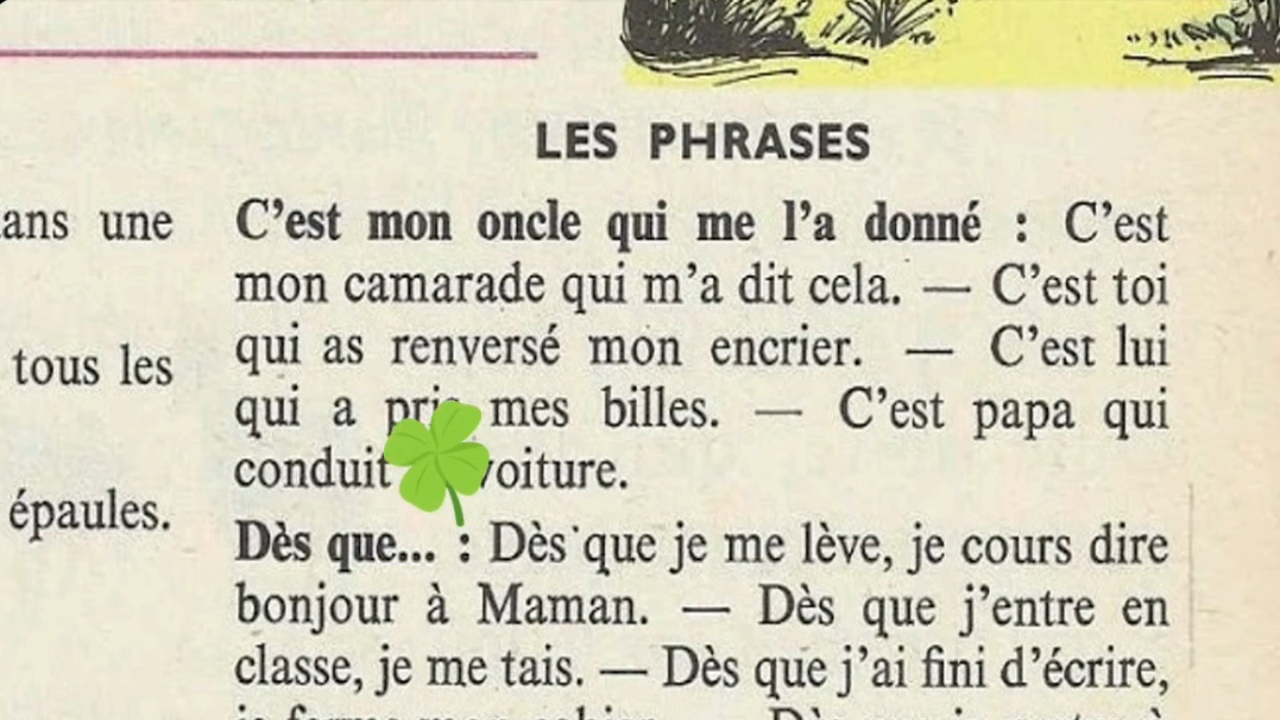 LES PHRASES
ans une
tous les
épaules.
C’est mon oncle qui me l’a donné : C’est
mon camarade qui m’a dit cela. — C’est toi
qui as renversé mon encrier. — C’est lui
qui a pris mes billes. — C’est papa qui
conduit voiture.
Dès que... : Dès que je me lève, je cours dire
bonjour à Maman. — Dès que j’entre en
classe, je me tais. — Dès que j’ai fini d’écrire,